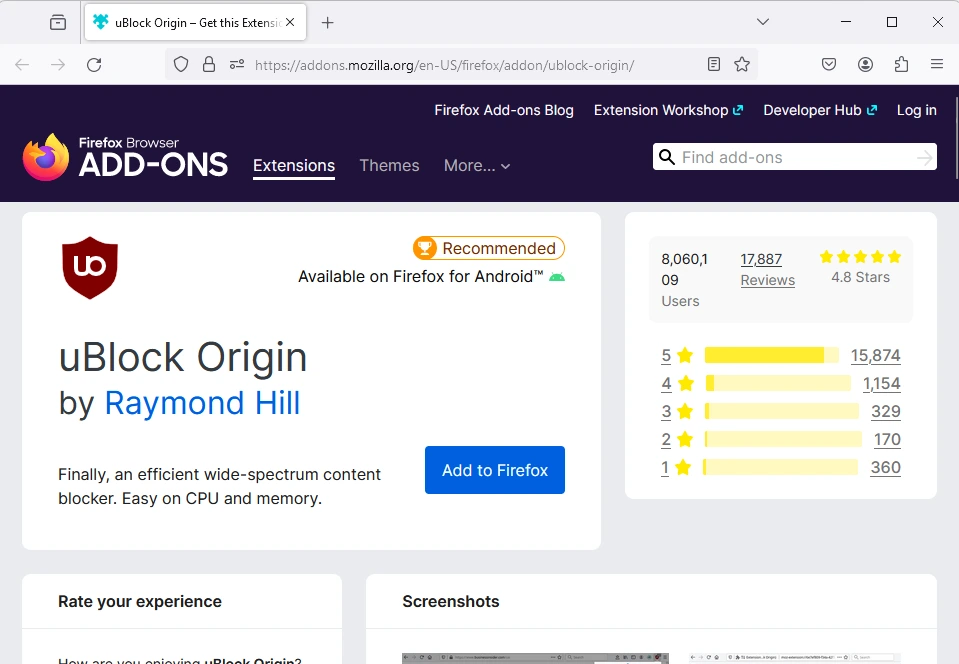 uBlock Origin – Get this Extensi
https://addons.mozilla.org/en-US/firefox/addon/ublock-origin/
Firefox Add-ons Blog
Extension Workshop
Developer Hub
Log in
Firefox Browser
ADD-ONS
Extensions
Themes
More...
Find add-ons
uo
Recommended
Available on Firefox for Android™
uBlock Origin
by Raymond Hill
Finally, an efficient wide-spectrum content
blocker. Easy on CPU and memory.
Add to Firefox
8,060,1
09
Users
17,887
Reviews
4.8 Stars
5 15,874
4 1,154
3 329
2 170
1 360
Rate your experience
How are you enjoying uBlock Origin?
Screenshots